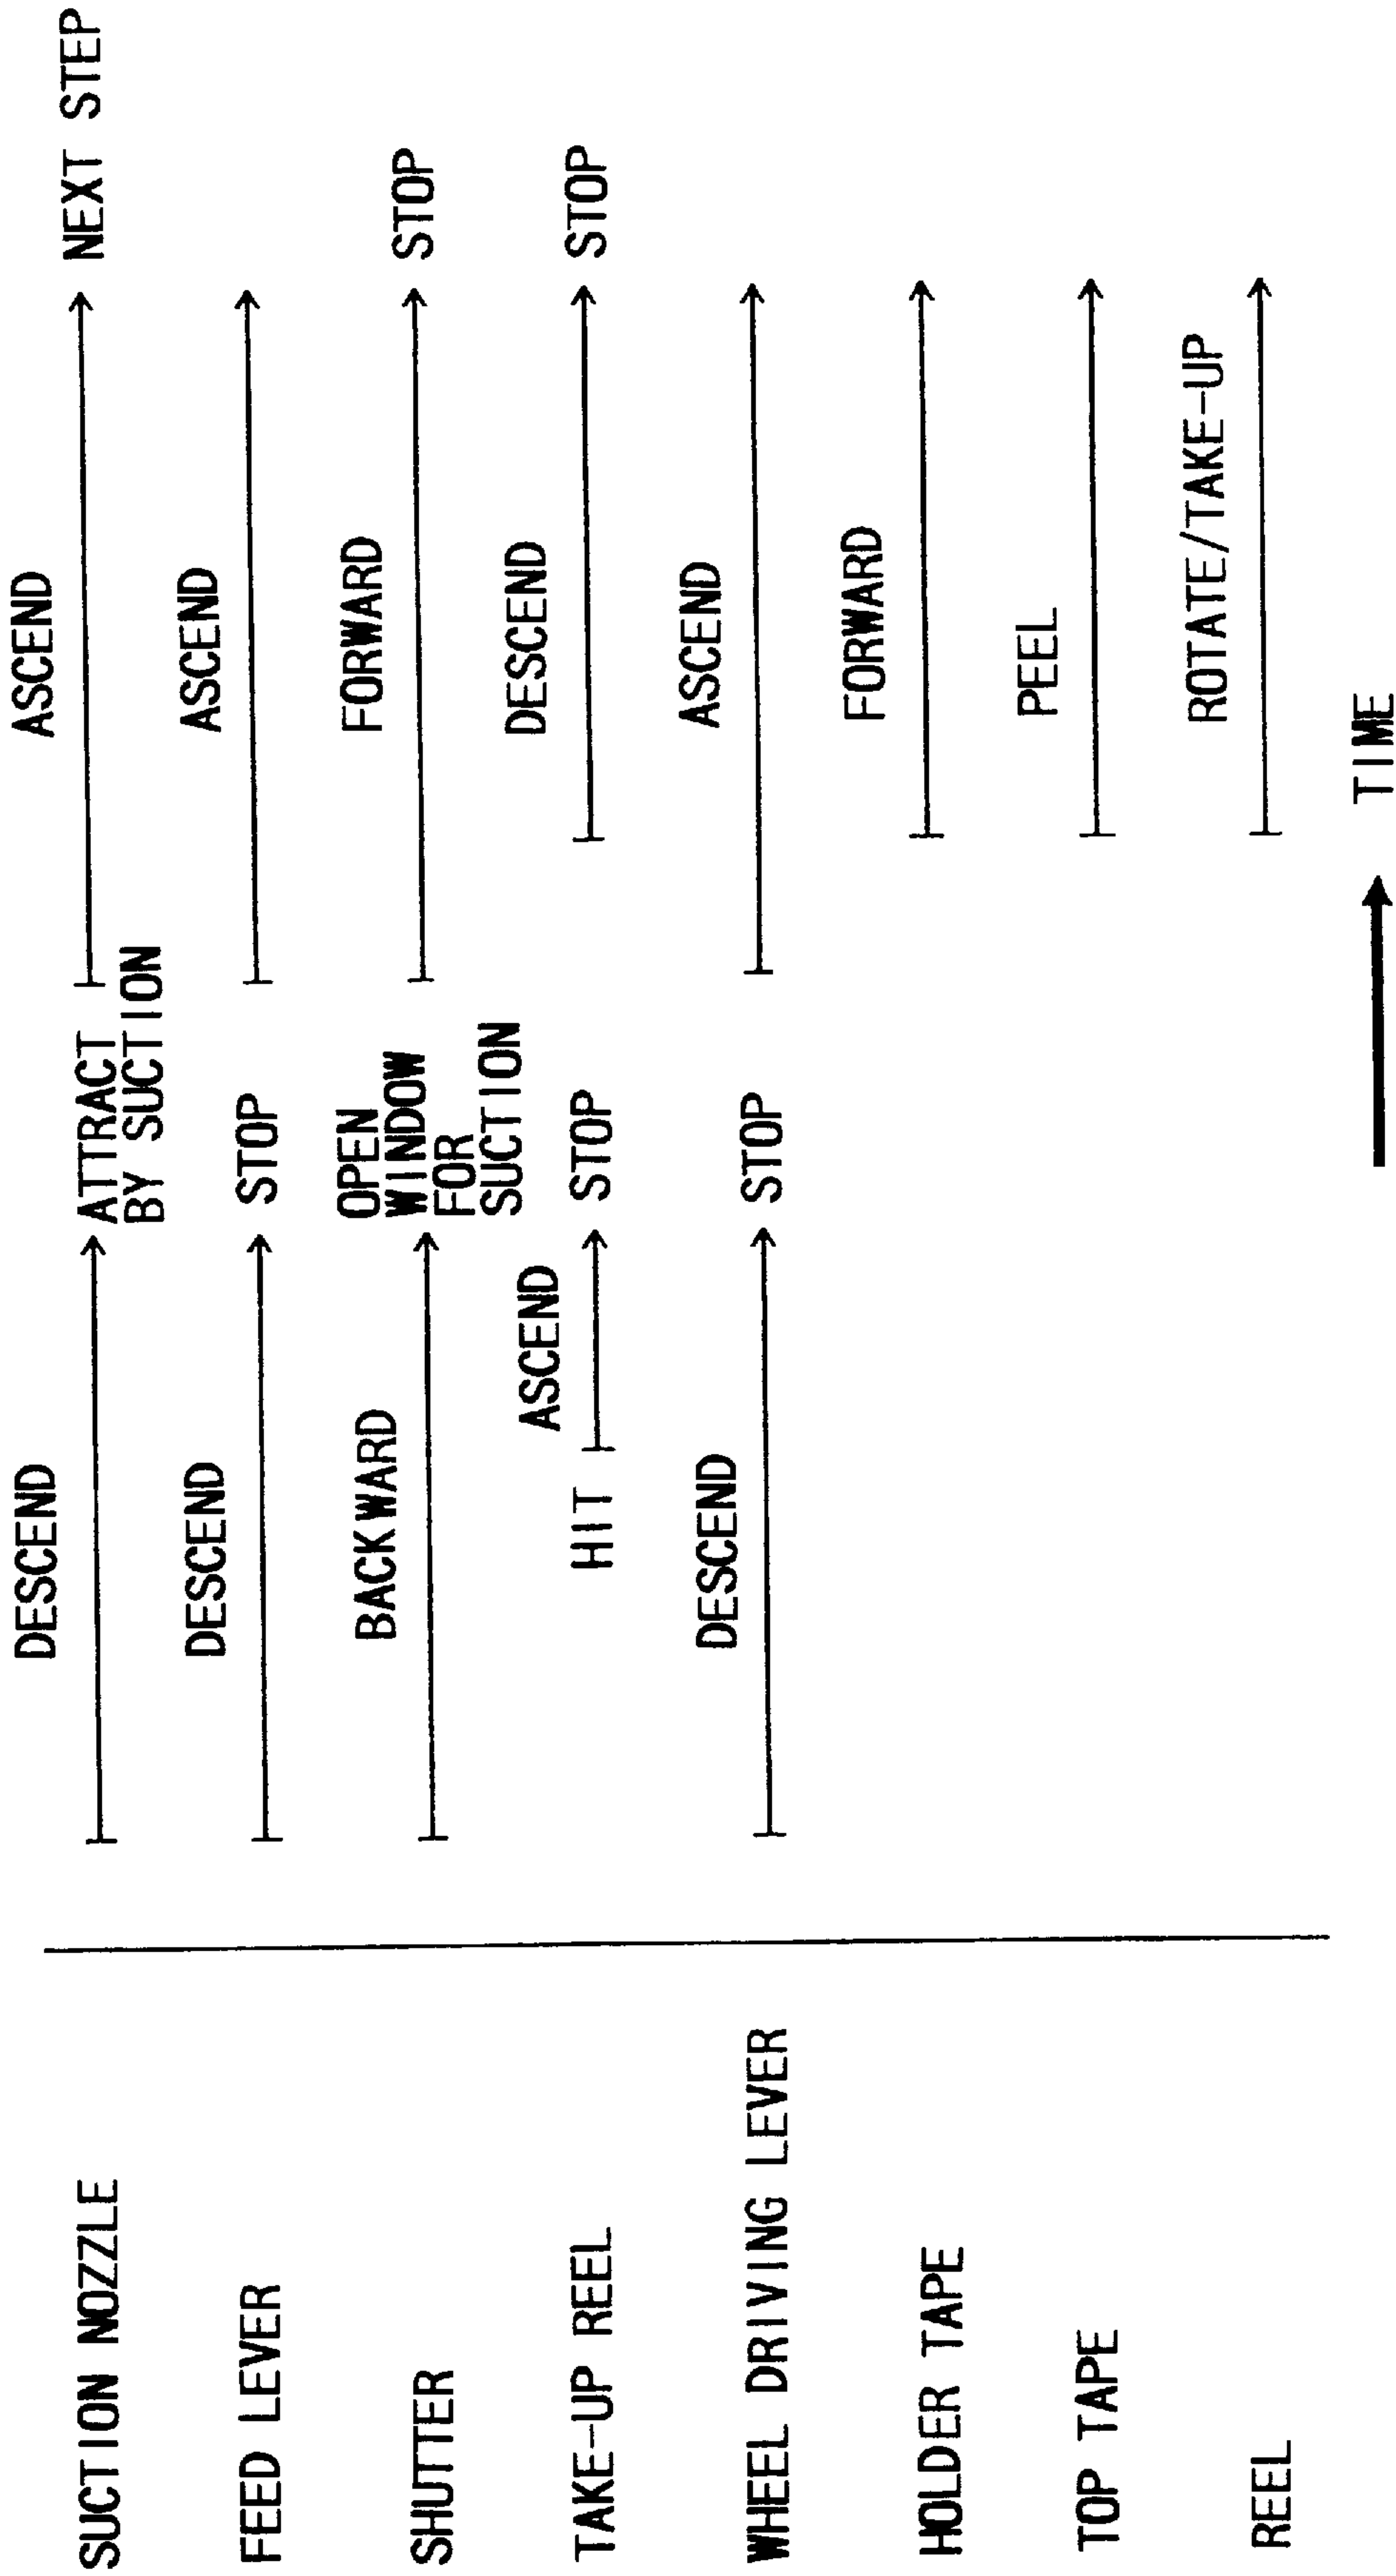 DESCEND
ASCEND
SUCTION NOZZLE
ATTRACT
BY SUCTION
NEXT STEP
DESCEND
ASCEND
FEED LEVER
STOP
BACKWARD
FORWARD
SHUTTER
OPEN
WINDOW
FOR
SUCTION
STOP
ASCEND
DESCEND
TAKE-UP REEL
HIT
STOP
STOP
DESCEND
ASCEND
WHEEL DRIVING LEVER
STOP
FORWARD
HOLDER TAPE
PEEL
TOP TAPE
ROTATE/TAKE-UP
REEL
TIME